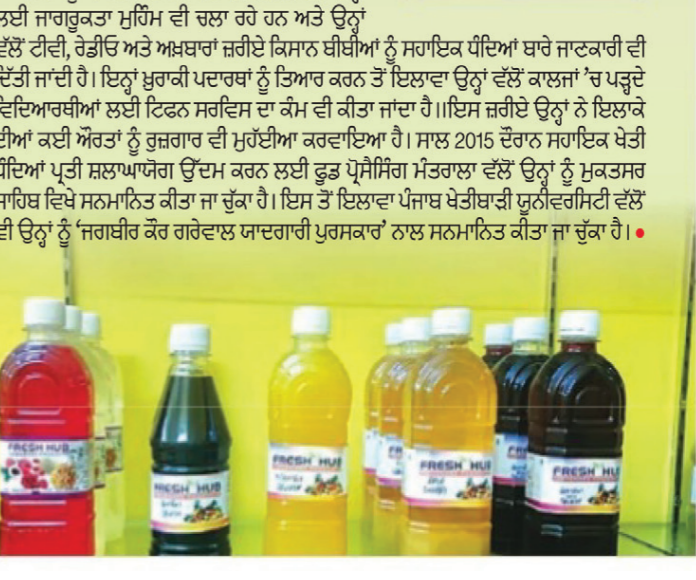 ਲਈ ਜਾਗਰੂਕਤਾ ਮੁਹਿੰਮ ਵੀ ਚਲਾ ਰਹੇ ਹਨ ਅਤੇ ਉਨ੍ਹਾਂ
ਵੱਲੋਂ ਟੀਵੀ, ਰੇਡੀਓ ਅਤੇ ਅਖ਼ਬਾਰਾਂ ਜ਼ਰੀਏ ਕਿਸਾਨ ਬੀਬੀਆਂ ਨੂੰ ਸਹਾਇਕ ਧੰਦਿਆਂ ਬਾਰੇ ਜਾਣਕਾਰੀ ਵੀ
ਦਿੱਤੀ ਜਾਂਦੀ ਹੈ। ਇਨ੍ਹਾਂ ਖ਼ੁਰਾਕੀ ਪਦਾਰਥਾਂ ਨੂੰ ਤਿਆਰ ਕਰਨ ਤੋਂ ਇਲਾਵਾ ਉਨ੍ਹਾਂ ਵੱਲੋਂ ਕਾਲਜਾਂ ’ਚ ਪੜ੍ਹਦੇ
ਵਿਦਿਆਰਥੀਆਂ ਲਈ ਟਿਫਨ ਸਰਵਿਸ ਦਾ ਕੰਮ ਵੀ ਕੀਤਾ ਜਾਂਦਾ ਹੈ।।ਇਸ ਜ਼ਰੀਏ ਉਨ੍ਹਾਂ ਨੇ ਇਲਾਕੇ
ਦੀਆਂ ਕਈ ਔਰਤਾਂ ਨੂੰ ਰੁਜ਼ਗਾਰ ਵੀ ਮੁਹੱਈਆ ਕਰਵਾਇਆ ਹੈ। ਸਾਲ 2015 ਦੌਰਾਨ ਸਹਾਇਕ ਖੇਤੀ
ਧੰਦਿਆਂ ਪ੍ਰਤੀ ਸ਼ਲਾਘਾਯੋਗ ਉੱਦਮ ਕਰਨ ਲਈ ਫੂਡ ਪ੍ਰੋਸੈਸਿੰਗ ਮੰਤਰਾਲਾ ਵੱਲੋਂ ਉਨ੍ਹਾਂ ਨੂੰ ਮੁਕਤਸਰ
ਸਾਹਿਬ ਵਿਖੇ ਸਨਮਾਨਿਤ ਕੀਤਾ ਜਾ ਚੁੱਕਾ ਹੈ। ਇਸ ਤੋਂ ਇਲਾਵਾ ਪੰਜਾਬ ਖੇਤੀਬਾੜੀ ਯੂਨੀਵਰਸਿਟੀ ਵੱਲੋਂ
ਵੀ ਉਨ੍ਹਾਂ ਨੂੰ ‘ਜਗਬੀਰ ਕੌਰ ਗਰੇਵਾਲ ਯਾਦਗਾਰੀ ਪੁਰਸਕਾਰ’ ਨਾਲ ਸਨਮਾਨਿਤ ਕੀਤਾ ਜਾ ਚੁੱਕਾ ਹੈ।
FRESH HUB
FRESH HUB
FRESH HUB
FRESH HUB
FRESH HUB